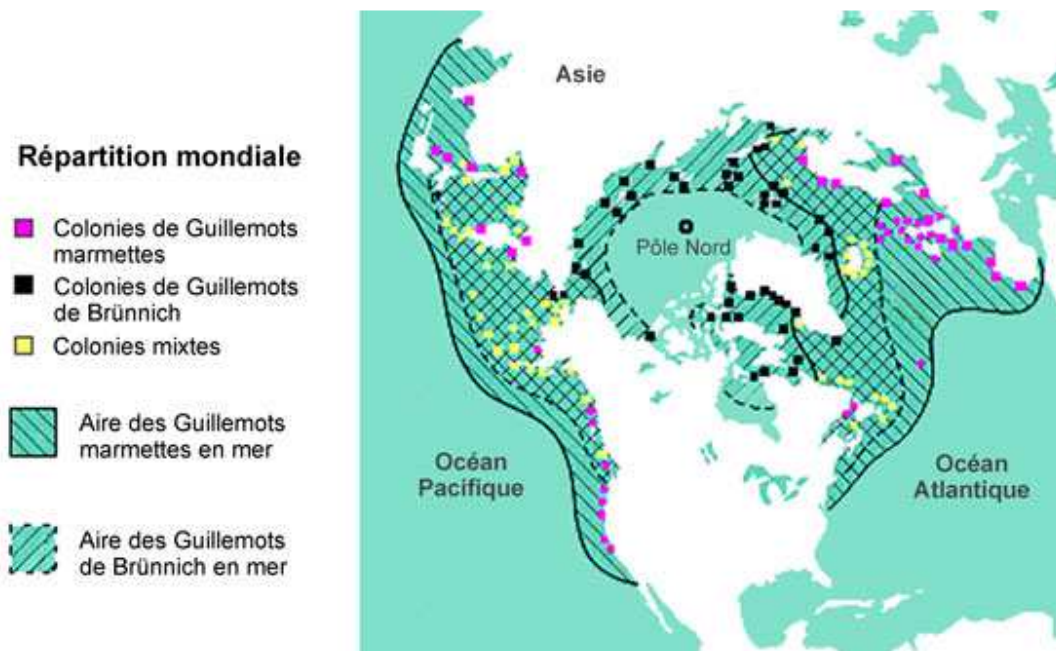 Répartition mondiale
Colonies de Guillemots
marmettes
Colonies de Guillemots
de Brünnich
Colonies mixtes
Aire des Guillemots
marmettes en mer
Aire des Guillemots
de Brünnich en mer
Asie
Pôle Nord
Océan
Pacifique
Océan
Atlantique